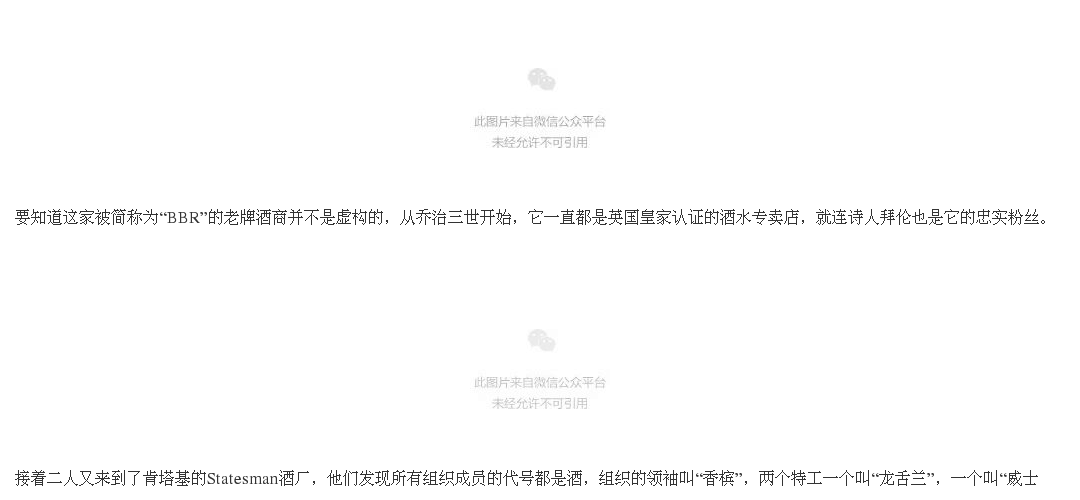 此图片来自微信公众平台
未经允许不可引用
要知道这家被简称为“BBR”的老牌酒商并不是虚构的，从乔治三世开始，它一直都是英国皇家认证的酒水专卖店，就连诗人拜伦也是它的忠实粉丝。
此图片来自微信公众平台
未经允许不可引用
接着二人又来到了肯塔基的Statesman酒厂，他们发现所有组织成员的代号都是酒，组织的领袖叫“香槟”，两个特工一个叫“龙舌兰”，一个叫“威士